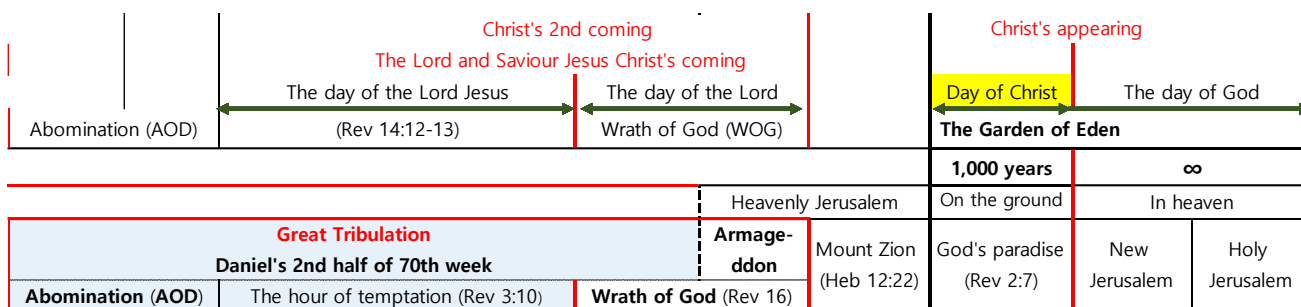 Christ's 2nd coming
Christ's appearing
The Lord and Saviour Jesus Christ's coming
The day of the Lord Jesus
The day of the Lord
Day of Christ
The day of God
Abomination (AOD)
(Rev 14:12-13)
Wrath of God (WOG)
The Garden of Eden
1,000 years
∞
Heavenly Jerusalem
On the ground
In heaven
Great Tribulation
Daniel's 2nd half of 70th week
Armage-
ddon
Mount Zion
(Heb 12:22)
God's paradise
(Rev 2:7)
New
Jerusalem
Holy
Jerusalem
Abomination (AOD)
The hour of temptation (Rev 3:10)
Wrath of God (Rev 16)